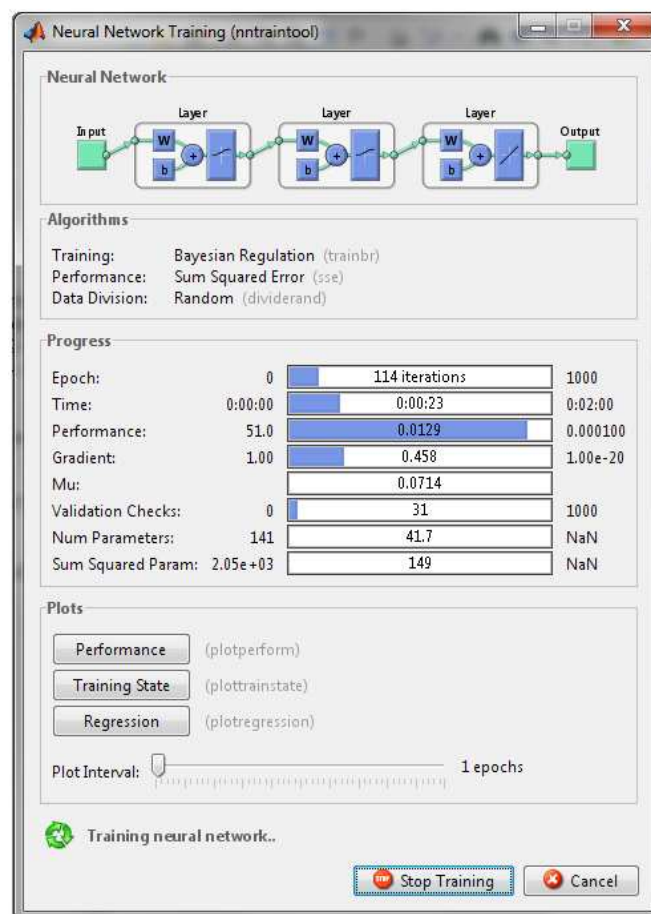 Neural Network Training (nntraintool)
Neural Network
Layer Layer Layer
Input Output
W W W
b b b
Algorithms
Training: Bayesian Regulation (trainbr)
Performance: Sum Squared Error (sse)
Data Division: Random (dividerand)
Progress
Epoch: 0 114 iterations 1000
Time: 0:00:00 0:00:23 0:02:00
Performance: 51.0 0.0129 0.000100
Gradient: 1.00 0.458 1.00e-20
Mu: 0.0714
Validation Checks: 0 31 1000
Num Parameters: 141 41.7 NaN
Sum Squared Param: 2.05e+03 149 NaN
Plots
Performance (plotperform)
Training State (plottrainstate)
Regression (plotregression)
Plot Interval: 1 epochs
Training neural network..
Stop Training Cancel